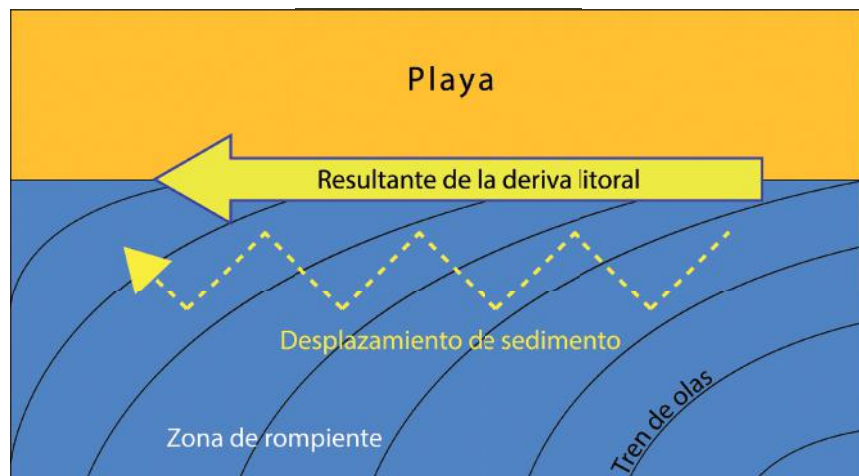 Playa
Resultante de la deriva litoral
Desplazamiento de sedimento
Zona de rompiente
Tren de olas